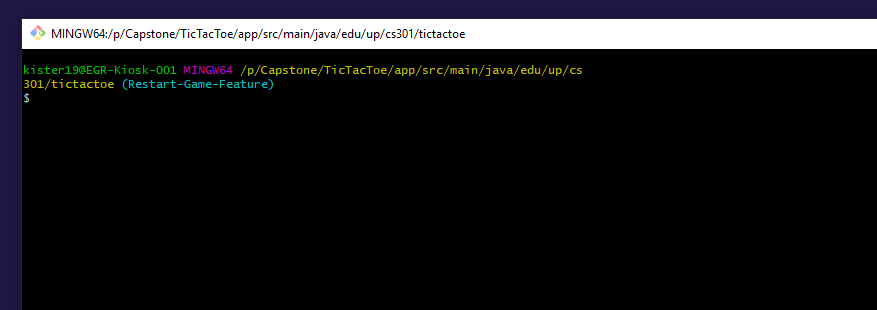 MINGW64:/p/Capstone/TicTacToe/app/src/main/java/edu/up/cs301/tictactoe
kister19@EGR-Kiosk-001 MINGW64 /p/Capstone/TicTacToe/app/src/main/java/edu/up/cs
301/tictactoe (Restart-Game-Feature)
$